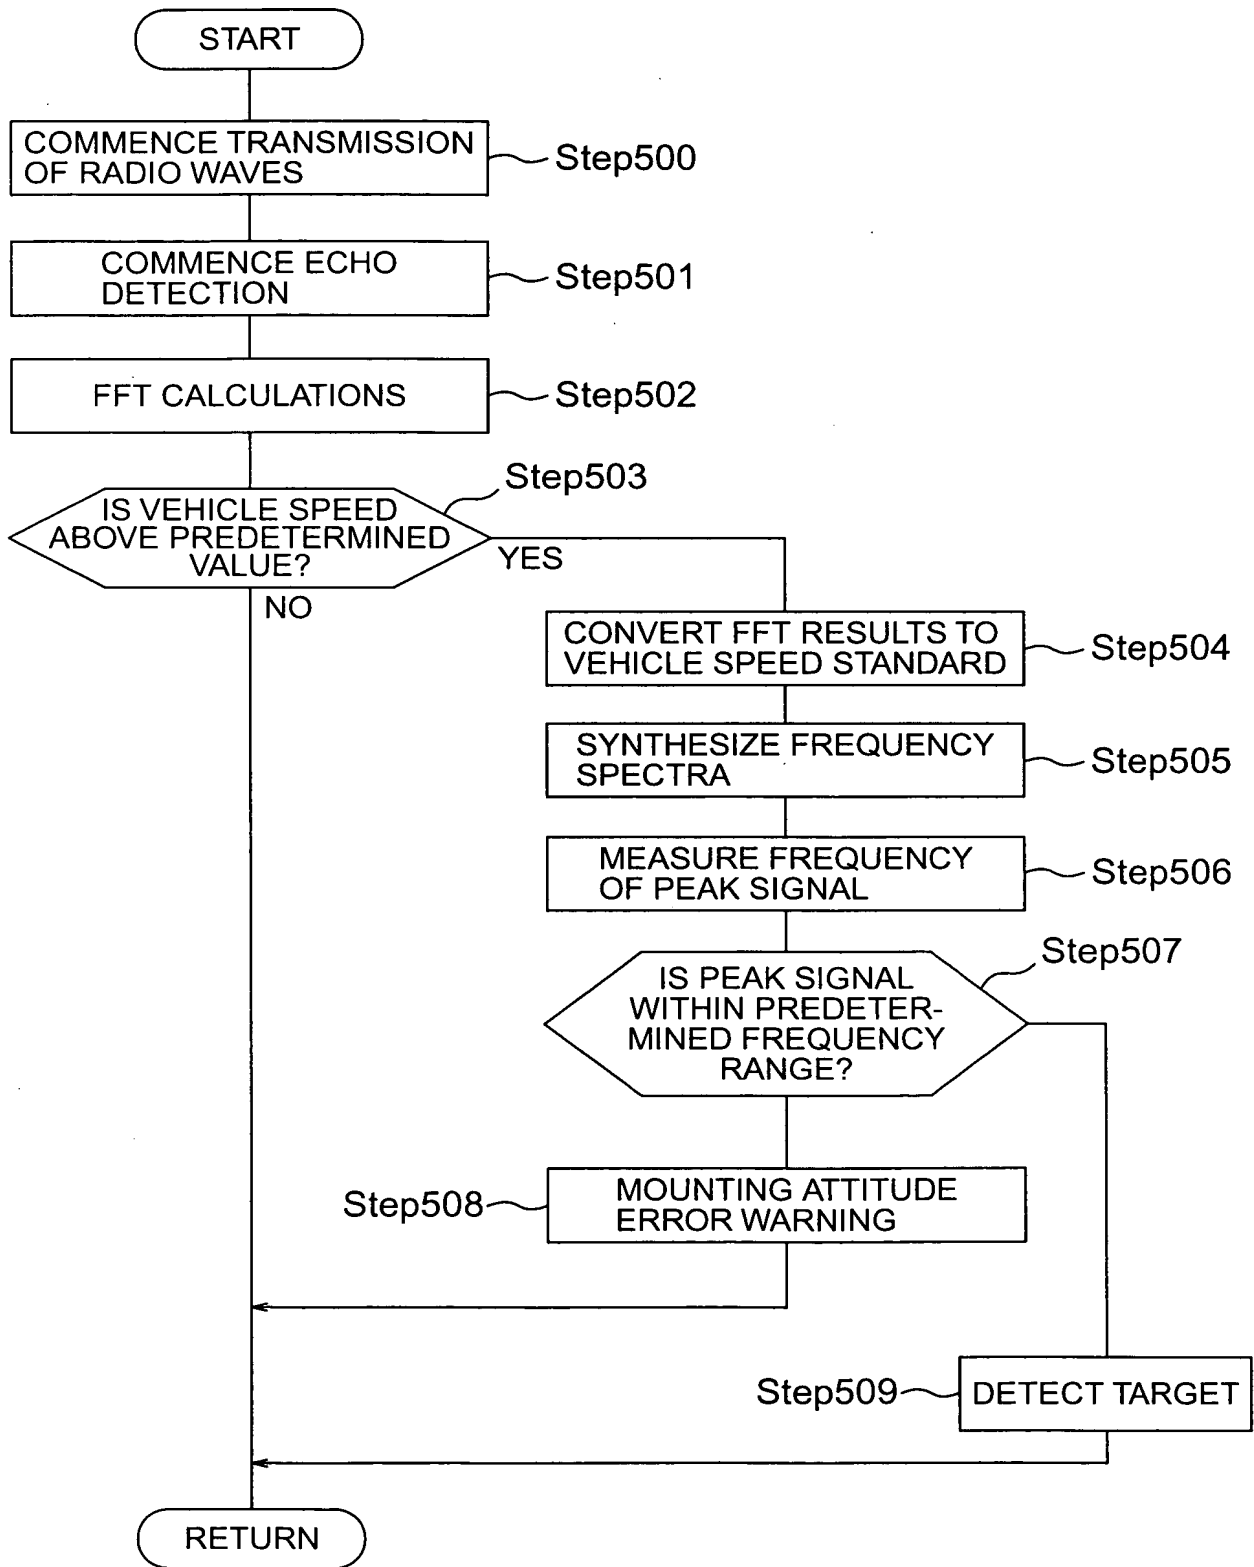 START
COMMENCE TRANSMISSION
OF RADIO WAVES
Step500
COMMENCE ECHO
DETECTION
Step501
FFT CALCULATIONS
Step502
Step503
IS VEHICLE SPEED
ABOVE PREDETERMINED
VALUE?
YES
NO
CONVERT FFT RESULTS TO
VEHICLE SPEED STANDARD
Step504
SYNTHESIZE FREQUENCY
SPECTRA
Step505
MEASURE FREQUENCY
OF PEAK SIGNAL
Step506
Step507
IS PEAK SIGNAL
WITHIN PREDETER-
MINED FREQUENCY
RANGE?
Step508
MOUNTING ATTITUDE
ERROR WARNING
Step509
DETECT TARGET
RETURN